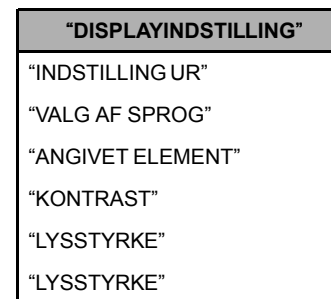 “DISPLAYINDSTILLING”
“INDSTILLING UR”
“VALG AF SPROG”
“ANGIVET ELEMENT”
“KONTRAST”
“LYSSTYRKE”
“LYSSTYRKE”